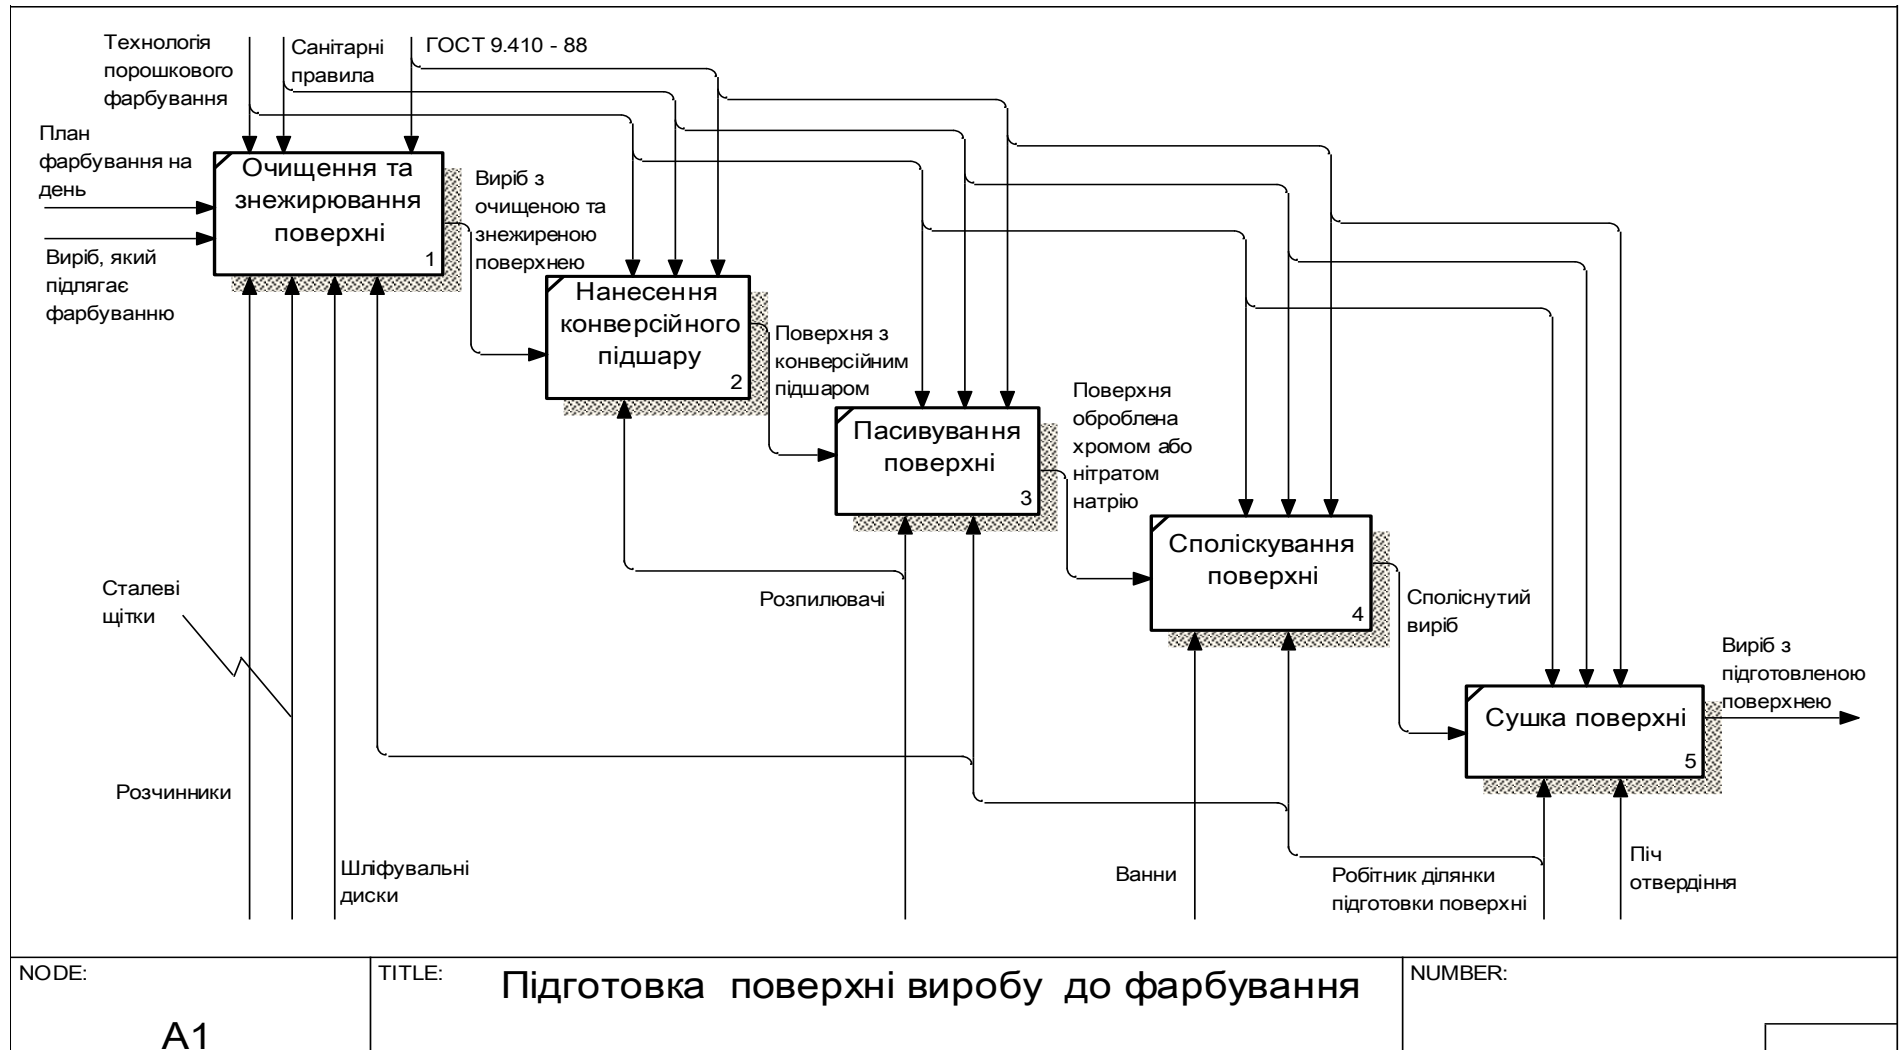 Технологія
порошкового
фарбування
Санітарні
правила
ГОСТ 9.410 - 88
План
фарбування на
день
Виріб, який
підлягає
фарбуванню
Очищення та
знежирювання
поверхні
1
Виріб з
очищеною та
знежиреною
поверхнею
Нанесення
конверсійного
підшару
2
Поверхня з
конверсійним
підшаром
Пасивування
поверхні
3
Поверхня
оброблена
хромом або
нітратом
натрію
Споліскування
поверхні
4
Споліснутий
виріб
Сушка поверхні
5
Виріб з
підготовленою
поверхнею
Сталеві
щітки
Розпилювачі
Розчинники
Шліфувальні
диски
Ванни
Робітник ділянки
підготовки поверхні
Піч
отвердіння
NODE:
A1
TITLE:
Підготовка поверхні виробу до фарбування
NUMBER: